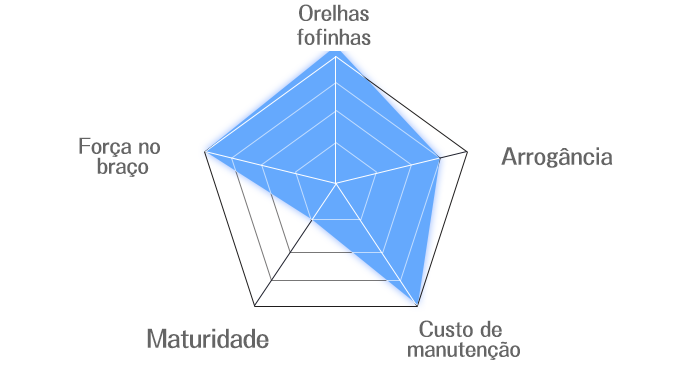 Orelhas
fofinhas
Força no
braço
Arrogância
Maturidade
Custo de
manutenção